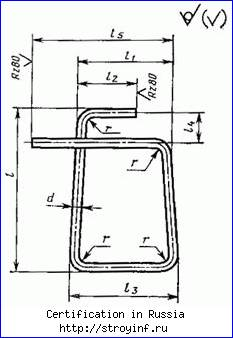 l₅
l₁
l₂
Rz80
Rz80
l₄
r
r
l
d
r
r
l₃
Certification in Russia
http://stroyinf.ru